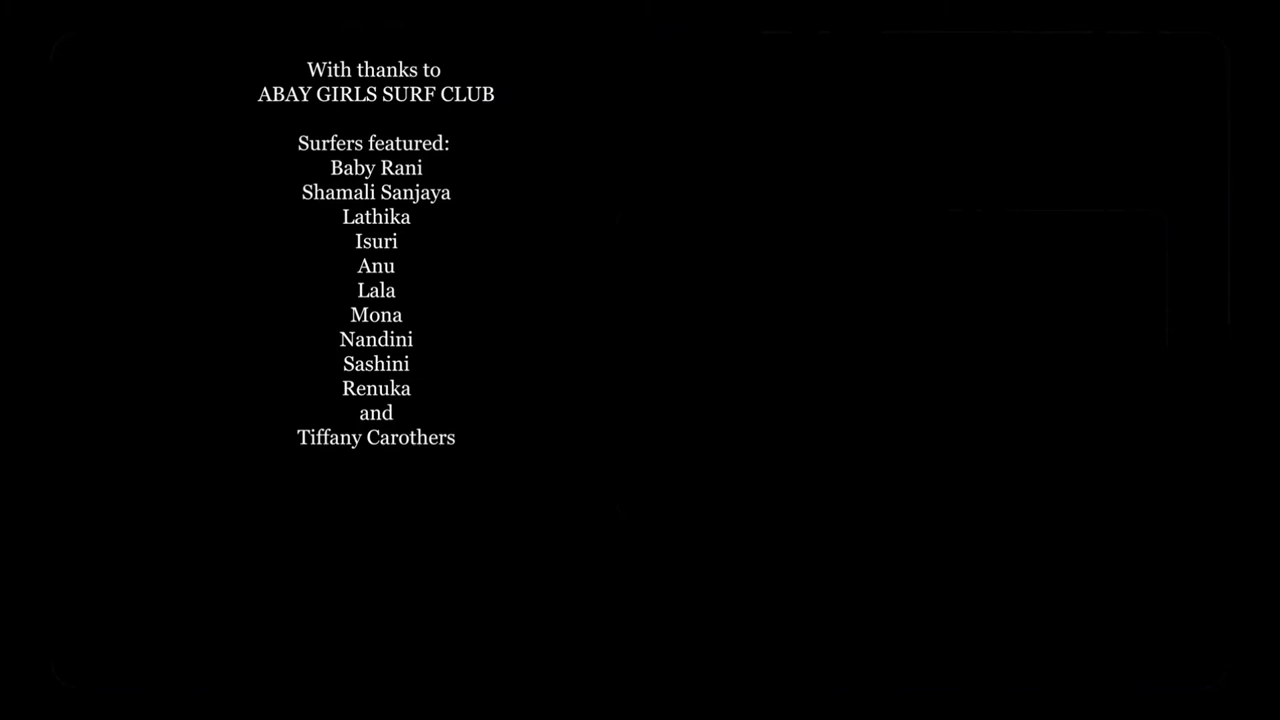 With thanks to
ABAY GIRLS SURF CLUB
Surfers featured:
Baby Rani
Shamali Sanjaya
Lathika
Isuri
Anu
Lala
Mona
Nandini
Sashini
Renuka
and
Tiffany Carothers